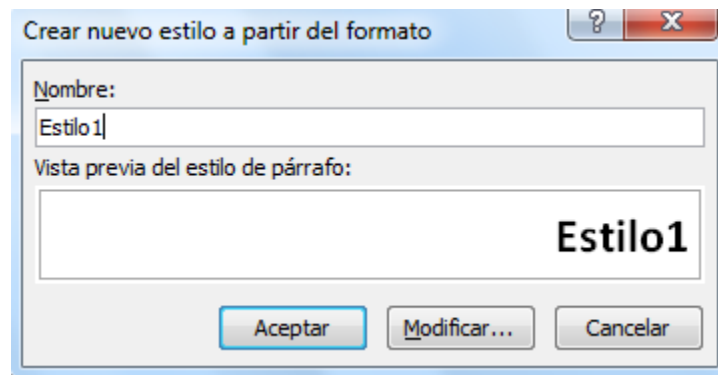 Crear nuevo estilo a partir del formato
Nombre:
Estilo1
Vista previa del estilo de párrafo:
Estilo1
Aceptar Modificar... Cancelar